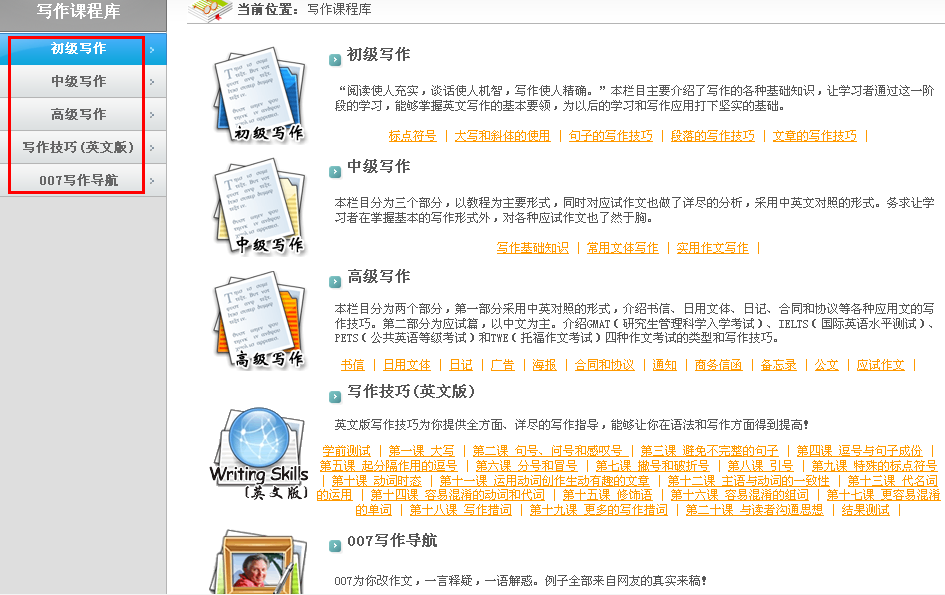 写作课程库
当前位置：写作课程库
初级写作
中级写作
高级写作
写作技巧(英文版)
007写作导航
初级写作
初级写作
“阅读使人充实，谈话使人机智，写作使人精确。”本栏目主要介绍了写作的各种基础知识，让学习者通过这一阶
段的学习，能够掌握英文写作的基本要领，为以后的学习和写作应用打下坚实的基础。
标点符号 | 大写和斜体的使用 | 句子的写作技巧 | 段落的写作技巧 | 文章的写作技巧 |
中级写作
中级写作
本栏目分为三个部分，以教程为主要形式，同时对应试作文也做了详尽的分析，采用中英文对照的形式。务求让学
习者在掌握基本的写作形式外，对各种应试作文也了然于胸。
写作基础知识 | 常用文体写作 | 实用作文写作 |
高级写作
高级写作
本栏目分为两个部分，第一部分采用中英对照的形式，介绍书信、日用文体、日记、合同和协议等各种应用文的写
作技巧。第二部分为应试篇，以中文为主。介绍GMAT(研究生管理科学入学考试)、IELTS(国际英语水平测试)、
PETS(公共英语等级考试)和TWE(托福作文考试)四种作文考试的类型和写作技巧。
书信 | 日用文体 | 日记 | 广告 | 海报 | 合同和协议 | 通知 | 商务信函 | 备忘录 | 公文 | 应试作文 |
写作技巧(英文版)
Writing Skills
(英文版)
英文版写作技巧为你提供全方面、详尽的写作指导，能够让你在语法和写作方面得到提高！
学前测试 | 第一课 大写 | 第二课 句号、问号和感叹号 | 第三课 避免不完整的句子 | 第四课 逗号与句子成份 |
第五课 起分隔作用的逗号 | 第六课 分号和冒号 | 第七课 撇号和破折号 | 第八课 引号 | 第九课 特殊的标点符号
| 第十课 动词时态 | 第十一课 运用动词创作生动有趣的文章 | 第十二课 主语与动词的一致性 | 第十三课 代名词
的运用 | 第十四课 容易混淆的动词和代词 | 第十五课 修饰语 | 第十六课 容易混淆的组词 | 第十七课 更容易混淆
的单词 | 第十八课 写作措词 | 第十九课 更多的写作措词 | 第二十课 与读者沟通思想 | 结果测试 |
007写作导航
007为你改作文，一言释疑，一语解惑。例子全部来自网友的真实来稿！